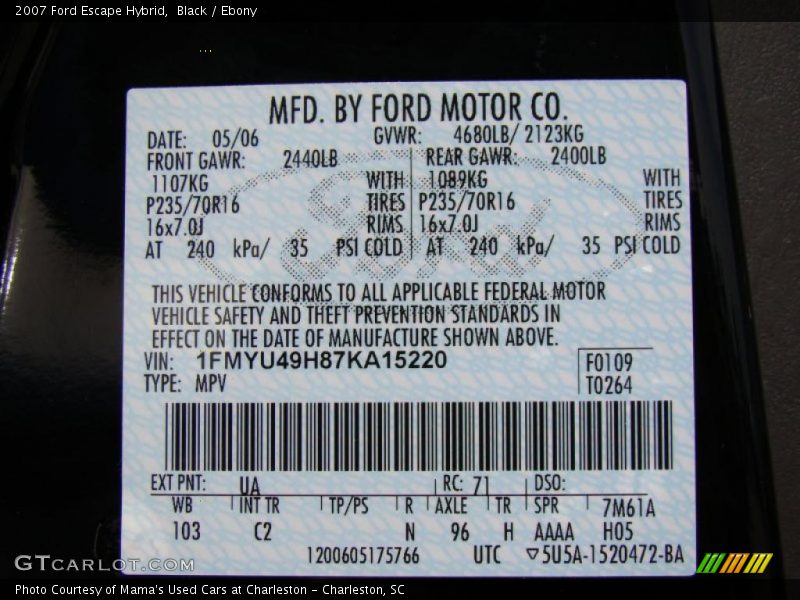 2007 Ford Escape Hybrid, Black / Ebony
MFD. BY FORD MOTOR CO.
DATE: 05/06 GVWR: 4680LB/ 2123KG
FRONT GAWR: 2440LB REAR GAWR: 2400LB
1107KG WITH 1089KG WITH
P235/70R16 TIRES P235/70R16 TIRES
16x7.0J RIMS 16x7.0J RIMS
AT 240 kPa/ 35 PSI COLD AT 240 kPa/ 35 PSI COLD
Ford
THIS VEHICLE CONFORMS TO ALL APPLICABLE FEDERAL MOTOR
VEHICLE SAFETY AND THEFT PREVENTION STANDARDS IN
EFFECT ON THE DATE OF MANUFACTURE SHOWN ABOVE.
VIN: 1FMYU49H87KA15220 F0109
TYPE: MPV T0264
EXT PNT: UA RC: 71 DSO:
WB INT TR TP/PS R AXLE TR SPR 7M61A
103 C2 N 96 H AAAA H05
1200605175766 UTC ▽5U5A-1520472-BA
GTCARLOT.COM
Photo Courtesy of Mama's Used Cars at Charleston - Charleston, SC